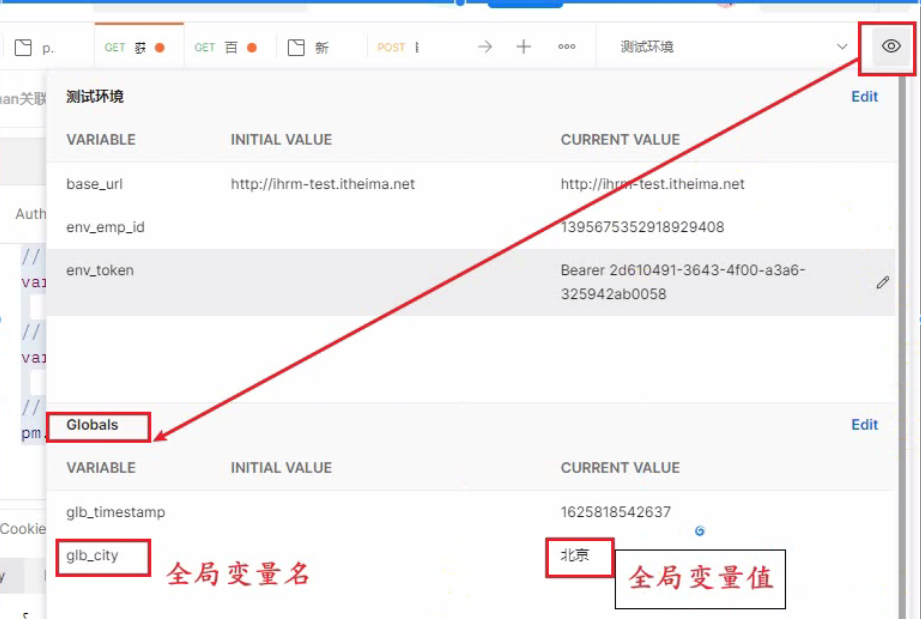 p.
GET 获
GET 百
新
POST
测试环境
man关联
测试环境
Edit
VARIABLE INITIAL VALUE CURRENT VALUE
base_url http://ihrm-test.itheima.net http://ihrm-test.itheima.net
Auth
env_emp_id 1395675352918929408
//
env_token Bearer 2d610491-3643-4f00-a3a6-
325942ab0058
var
//
var
//
pm.
Globals
Edit
VARIABLE INITIAL VALUE CURRENT VALUE
glb_timestamp 1625818542637
Cookie
glb_city 北京
全局变量名
全局变量值